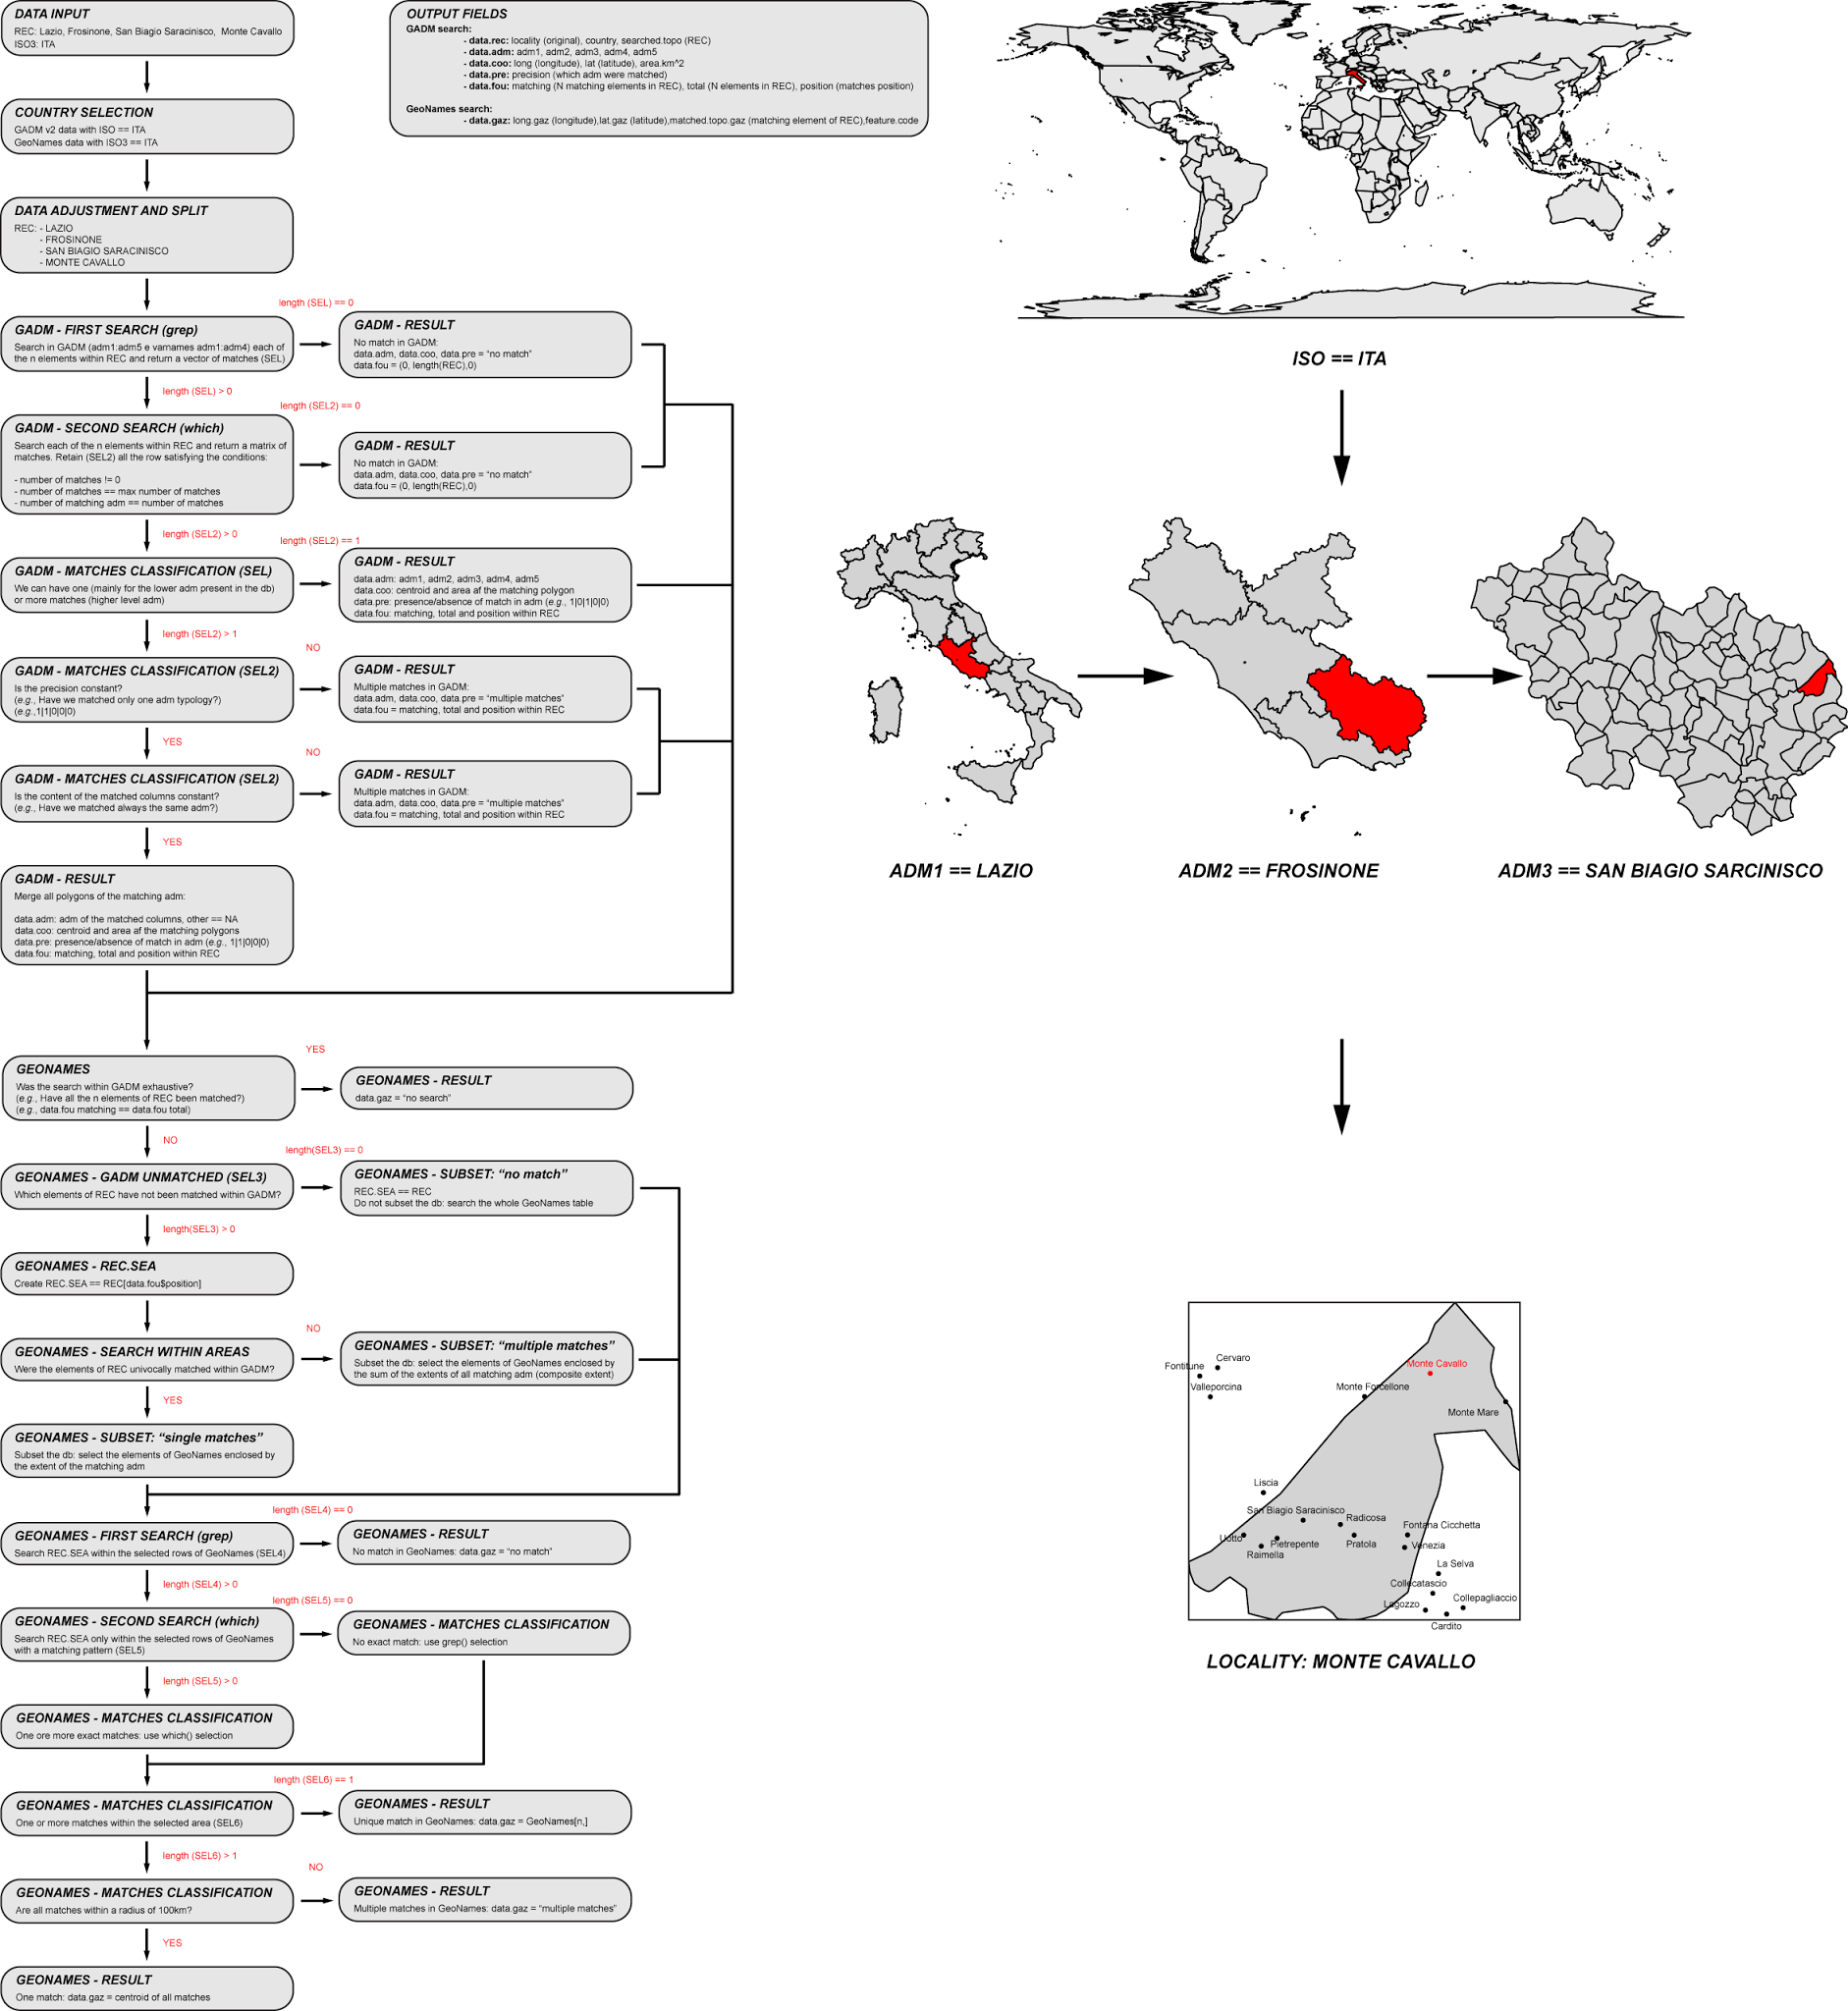 DATA INPUT
REC: Lazio, Frosinone, San Biagio Saracinisco, Monte Cavallo
ISO3: ITA
COUNTRY SELECTION
GADM v2 data with ISO == ITA
GeoNames data with ISO3 == ITA
DATA ADJUSTMENT AND SPLIT
REC: - LAZIO
- FROSINONE
- SAN BIAGIO SARACINISCO
- MONTE CAVALLO
length (SEL) == 0
GADM - FIRST SEARCH (grep)
Search in GADM (adm1:adm5 e varnames adm1:adm4) each of
the n elements within REC and return a vector of matches (SEL)
GADM - RESULT
No match in GADM:
data.adm, data.coo, data.pre = “no match”
data.fou = (0, length(REC),0)
length (SEL) > 0
length (SEL2) == 0
GADM - SECOND SEARCH (which)
Search each of the n elements within REC and return a matrix of
matches. Retain (SEL2) all the row satisfying the conditions:
- number of matches != 0
- number of matches == max number of matches
- number of matching adm == number of matches
GADM - RESULT
No match in GADM:
data.adm, data.coo, data.pre = “no match”
data.fou = (0, length(REC),0)
length (SEL2) > 0
length (SEL2) == 1
GADM - MATCHES CLASSIFICATION (SEL)
We can have one (mainly for the lower adm present in the db)
or more matches (higher level adm)
GADM - RESULT
data.adm: adm1, adm2, adm3, adm4, adm5
data.coo: centroid and area af the matching polygon
data.pre: presence/absence of match in adm (e.g., 1|0|1|0|0)
data.fou: matching, total and position within REC
length (SEL2) > 1
NO
GADM - MATCHES CLASSIFICATION (SEL2)
Is the precision constant?
(e.g., Have we matched only one adm typology?)
(e.g.,1|1|0|0|0)
GADM - RESULT
Multiple matches in GADM:
data.adm, data.coo, data.pre = “multiple matches”
data.fou = matching, total and position within REC
YES
NO
GADM - MATCHES CLASSIFICATION (SEL2)
Is the content of the matched columns constant?
(e.g., Have we matched always the same adm?)
GADM - RESULT
Multiple matches in GADM:
data.adm, data.coo, data.pre = “multiple matches”
data.fou = matching, total and position within REC
YES
GADM - RESULT
Merge all polygons of the matching adm:
data.adm: adm of the matched columns, other == NA
data.coo: centroid and area af the matching polygons
data.pre: presence/absence of match in adm (e.g., 1|1|0|0|0)
data.fou: matching, total and position within REC
YES
GEONAMES
Was the search within GADM exhaustive?
(e.g., Have all the n elements of REC been matched?)
(e.g., data.fou matching == data.fou total)
GEONAMES - RESULT
data.gaz = “no search”
NO
length(SEL3) == 0
GEONAMES - GADM UNMATCHED (SEL3)
Which elements of REC have not been matched within GADM?
GEONAMES - SUBSET: “no match”
REC.SEA == REC
Do not subset the db: search the whole GeoNames table
length(SEL3) > 0
GEONAMES - REC.SEA
Create REC.SEA == REC[data.fou$position]
NO
GEONAMES - SEARCH WITHIN AREAS
Were the elements of REC univocally matched within GADM?
GEONAMES - SUBSET: “multiple matches”
Subset the db: select the elements of GeoNames enclosed by
the sum of the extents of all matching adm (composite extent)
YES
GEONAMES - SUBSET: “single matches”
Subset the db: select the elements of GeoNames enclosed by
the extent of the matching adm
length (SEL4) == 0
GEONAMES - FIRST SEARCH (grep)
Search REC.SEA within the selected rows of GeoNames (SEL4)
GEONAMES - RESULT
No match in GeoNames: data.gaz = “no match”
length (SEL4) > 0
length (SEL5) == 0
GEONAMES - SECOND SEARCH (which)
Search REC.SEA only within the selected rows of GeoNames
with a matching pattern (SEL5)
GEONAMES - MATCHES CLASSIFICATION
No exact match: use grep() selection
length (SEL5) > 0
GEONAMES - MATCHES CLASSIFICATION
One ore more exact matches: use which() selection
length (SEL6) == 1
GEONAMES - MATCHES CLASSIFICATION
One or more matches within the selected area (SEL6)
GEONAMES - RESULT
Unique match in GeoNames: data.gaz = GeoNames[n,]
length (SEL6) > 1
NO
GEONAMES - MATCHES CLASSIFICATION
Are all matches within a radius of 100km?
GEONAMES - RESULT
Multiple matches in GeoNames: data.gaz = “multiple matches”
YES
GEONAMES - RESULT
One match: data.gaz = centroid of all matches
OUTPUT FIELDS
GADM search:
- data.rec: locality (original), country, searched.topo (REC)
- data.adm: adm1, adm2, adm3, adm4, adm5
- data.coo: long (longitude), lat (latitude), area.km^2
- data.pre: precision (which adm were matched)
- data.fou: matching (N matching elements in REC), total (N elements in REC), position (matches position)
GeoNames search:
- data.gaz: long.gaz (longitude),lat.gaz (latitude),matched.topo.gaz (matching element of REC),feature.code
ISO == ITA
ADM1 == LAZIO
ADM2 == FROSINONE
ADM3 == SAN BIAGIO SARCINISCO
Cervaro
Fontitune
Valleporcina
Monte Cavallo
Monte Forcellone
Monte Mare
Liscia
San Biagio Saracinisco
Radicosa
Uotto
Pietrepente
Raimella
Pratola
Fontana Cicchetta
Venezia
La Selva
Collecatascio
Lagozzo
Collepagliaccio
Cardito
LOCALITY: MONTE CAVALLO